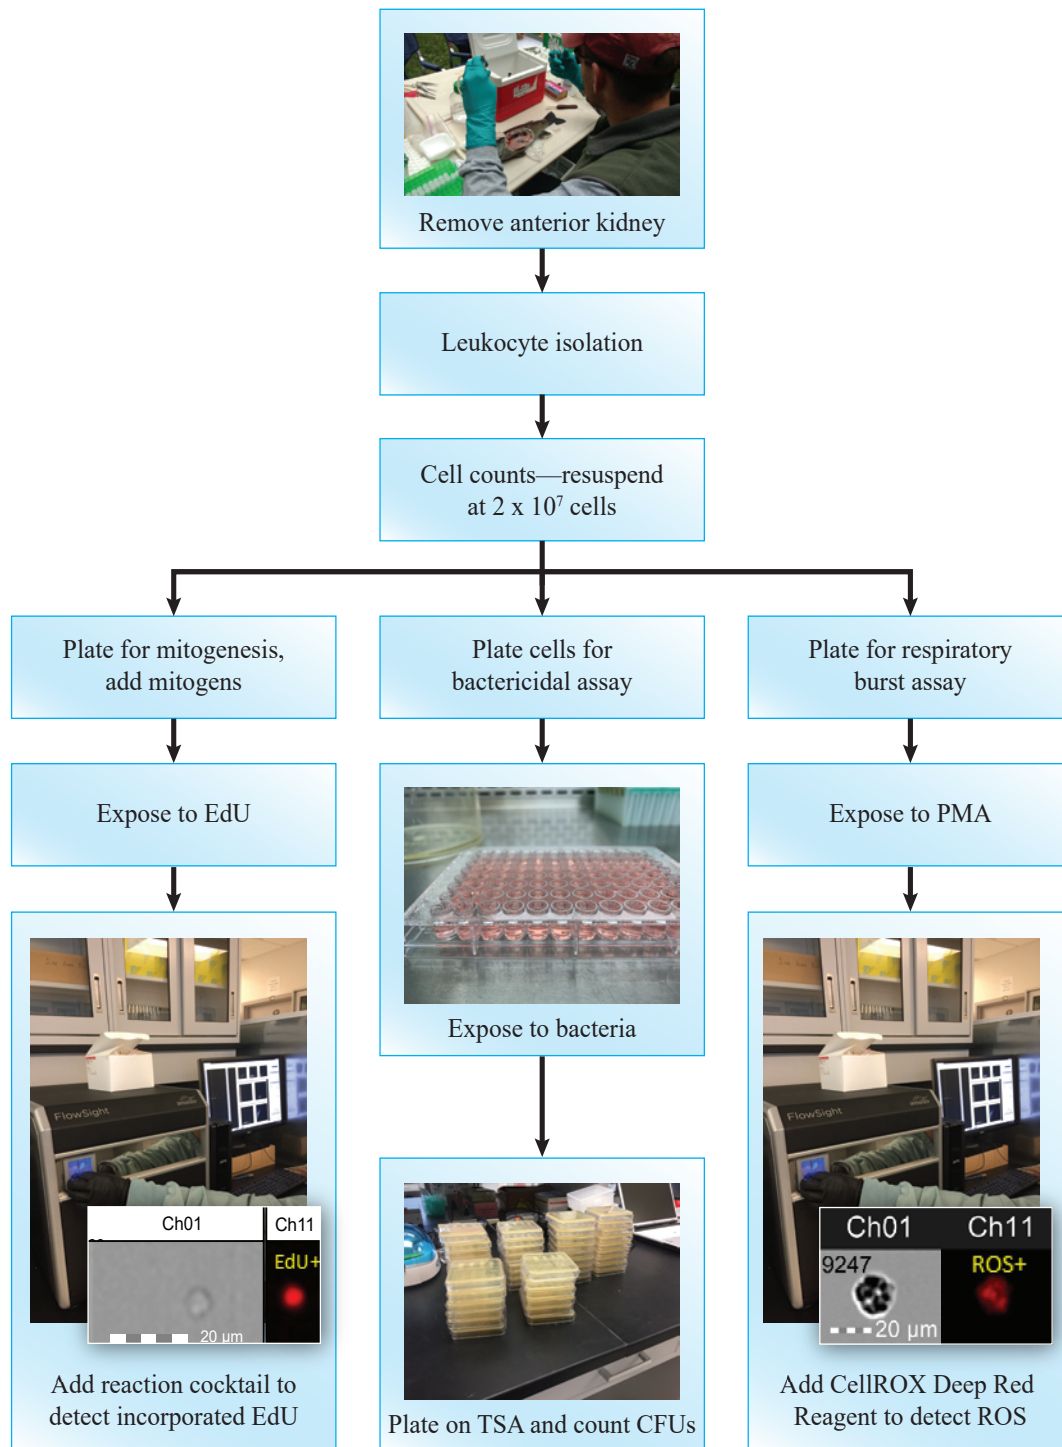 Remove anterior kidney
Leukocyte isolation
Cell counts—resuspend
at 2 x 10⁷ cells
Plate for mitogenesis,
add mitogens
Plate cells for
bactericidal assay
Plate for respiratory
burst assay
Expose to EdU
Expose to bacteria
Expose to PMA
FlowSight
Ch01
Ch11
EdU+
20 µm
Add reaction cocktail to
detect incorporated EdU
Plate on TSA and count CFUs
FlowSight
Ch01
Ch11
9247
ROS+
20 µm
Add CellROX Deep Red
Reagent to detect ROS